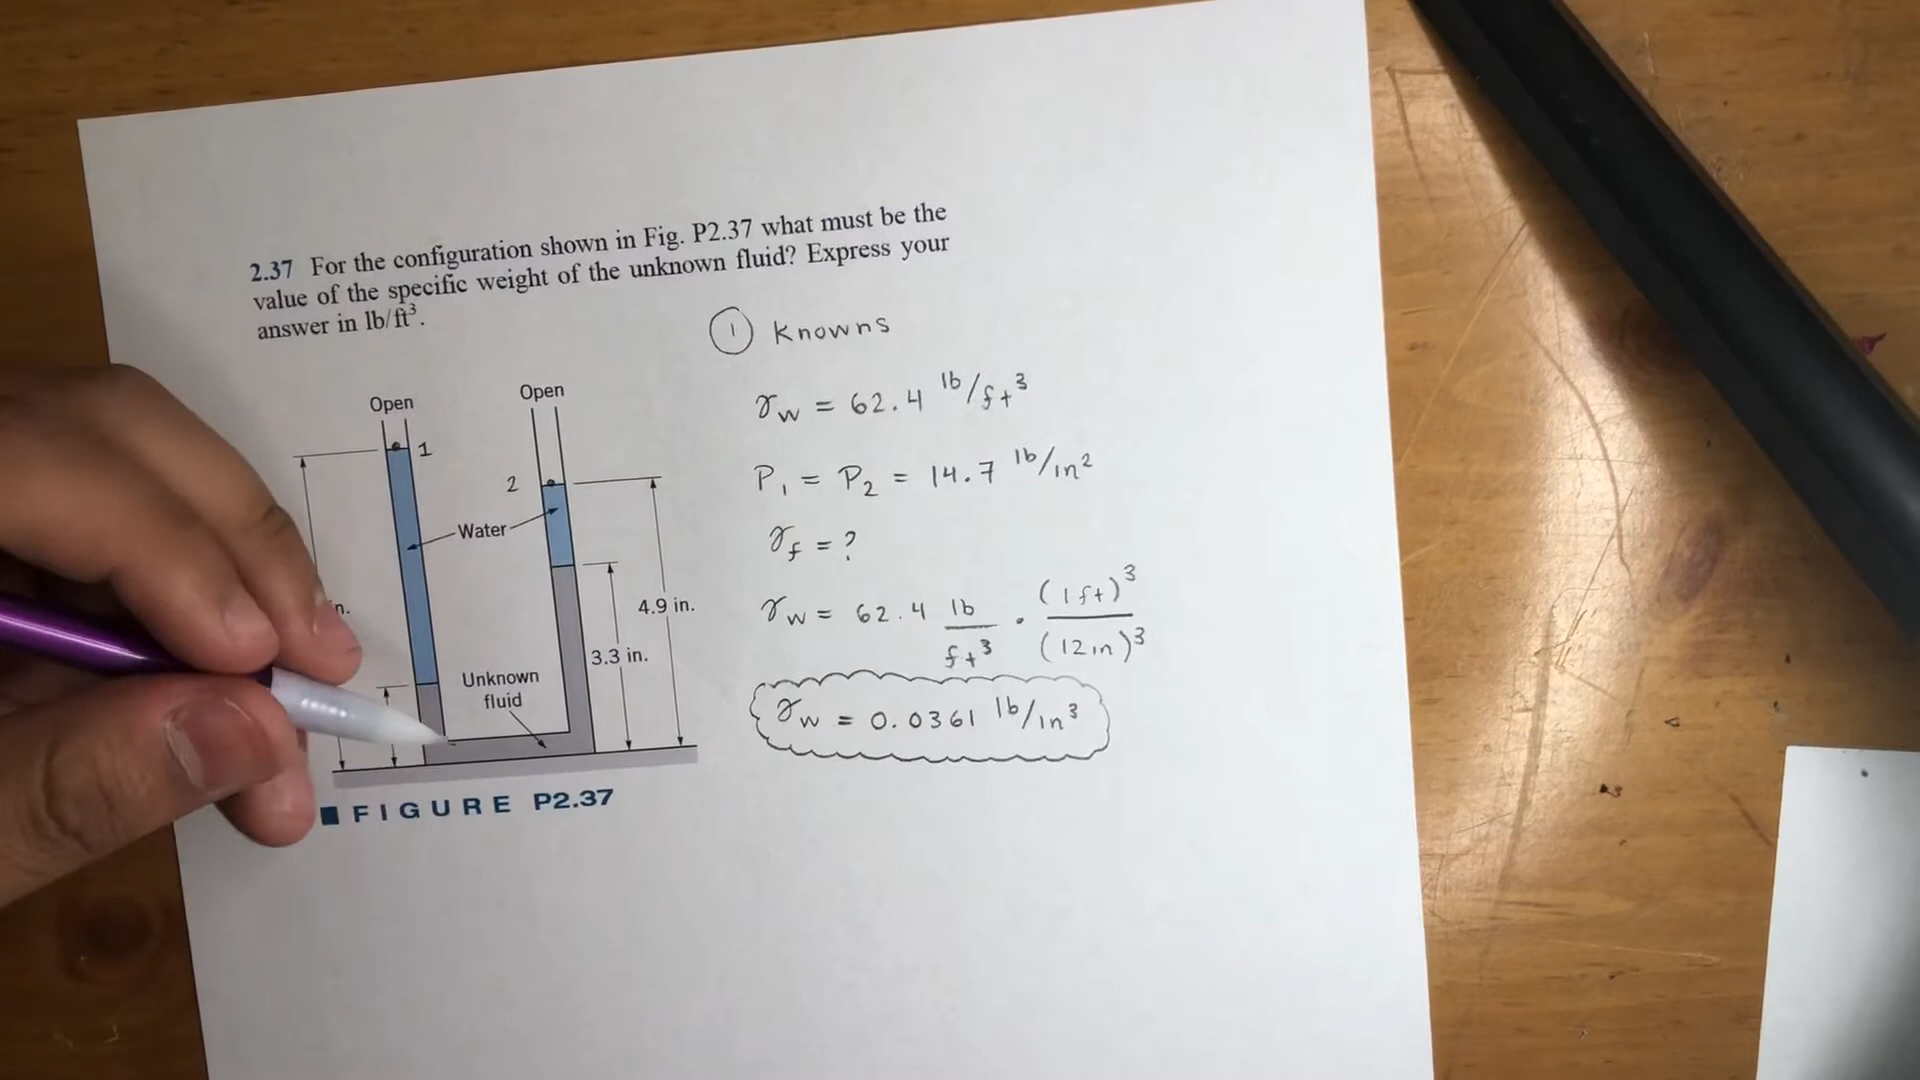 2.37 For the configuration shown in Fig. P2.37 what must be the
value of the specific weight of the unknown fluid? Express your
answer in lb/ft³.
① Knowns
γw = 62.4 lb/ft³
P₁ = P₂ = 14.7 lb/in²
γf = ?
γw = 62.4 lb/ft³ · (1ft)³/(12in)³
γw = 0.0361 lb/in³
Open
Open
1
2
Water
4.9 in.
3.3 in.
Unknown
fluid
FIGURE P2.37